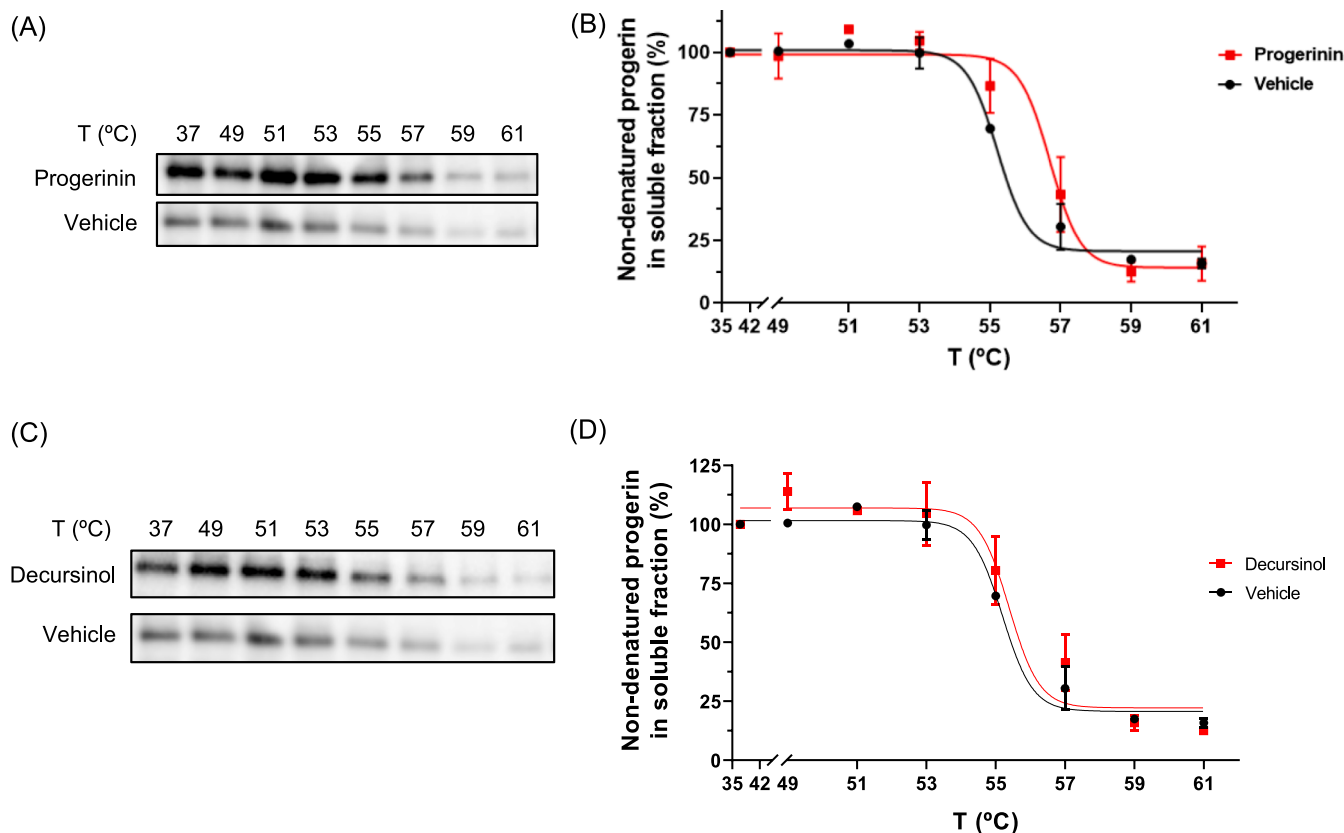 (A)
T (ºC) 37 49 51 53 55 57 59 61
Progerinin
Vehicle
(B)
Non-denatured progerin
in soluble fraction (%)
100
75
50
25
0
35 42 49 51 53 55 57 59 61
T (ºC)
Progerinin
Vehicle
(C)
T (ºC) 37 49 51 53 55 57 59 61
Decursinol
Vehicle
(D)
Non-denatured progerin
in soluble fraction (%)
125
100
75
50
25
0
35 42 49 51 53 55 57 59 61
T (ºC)
Decursinol
Vehicle